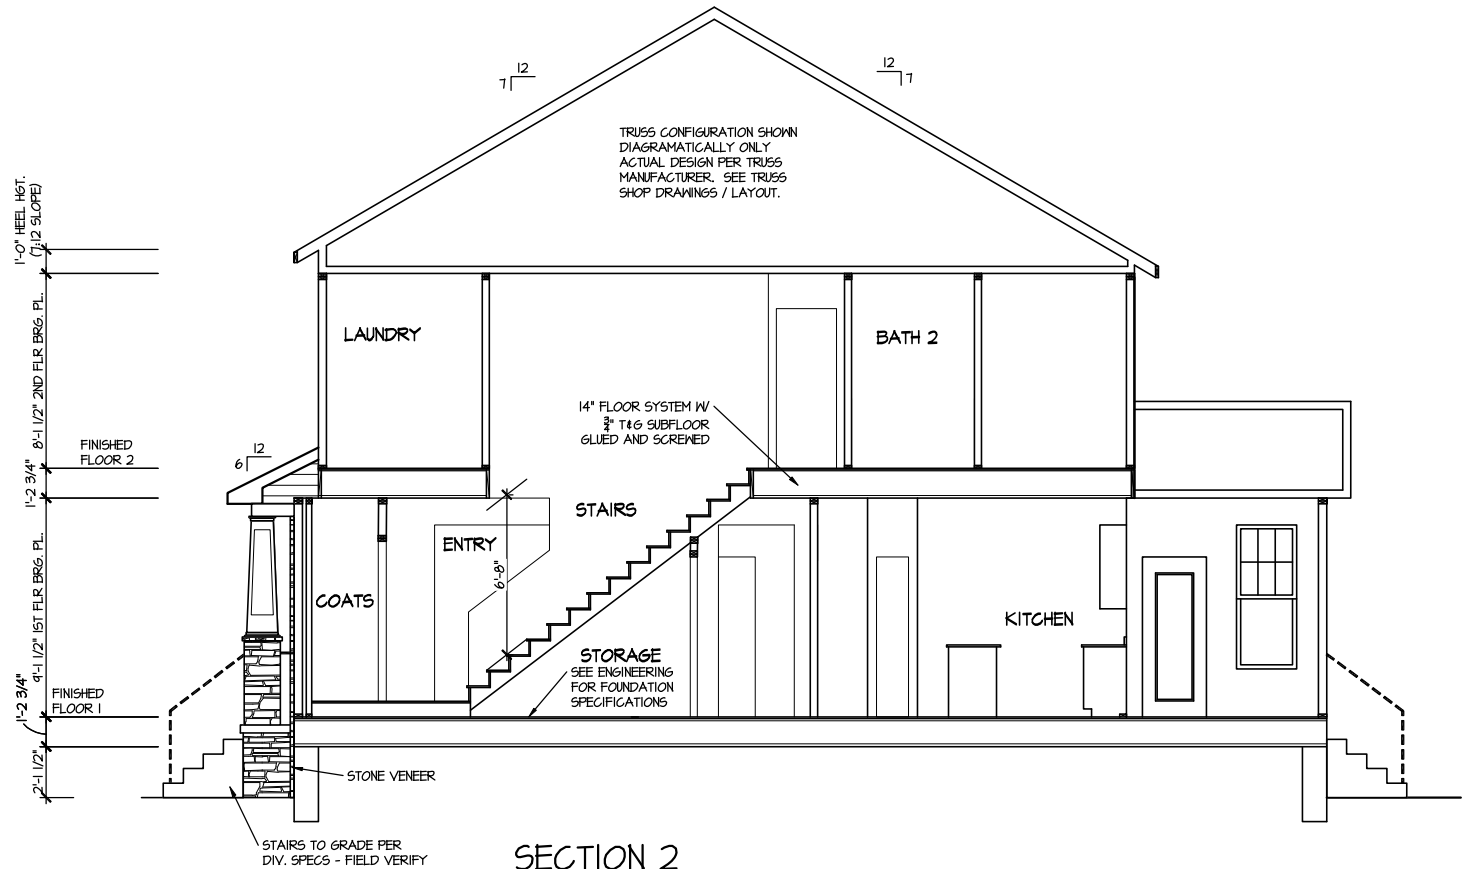 12
7
12
7
TRUSS CONFIGURATION SHOWN
DIAGRAMATICALLY ONLY
ACTUAL DESIGN PER TRUSS
MANUFACTURER. SEE TRUSS
SHOP DRAWINGS / LAYOUT.
1'-0" HEEL HGT.
(7:12 SLOPE)
8'-1 1/2" 2ND FLR BRG. PL.
LAUNDRY
BATH 2
14" FLOOR SYSTEM W/
3/4" T&G SUBFLOOR
GLUED AND SCREWED
FINISHED
FLOOR 2
12
6
1'-2 3/4"
STAIRS
ENTRY
6'-8"
9'-1 1/2" 1ST FLR BRG. PL.
COATS
KITCHEN
STORAGE
SEE ENGINEERING
FOR FOUNDATION
SPECIFICATIONS
FINISHED
FLOOR 1
1'-2 3/4"
2'-1 1/2"
STONE VENEER
STAIRS TO GRADE PER
DIV. SPECS - FIELD VERIFY
SECTION 2